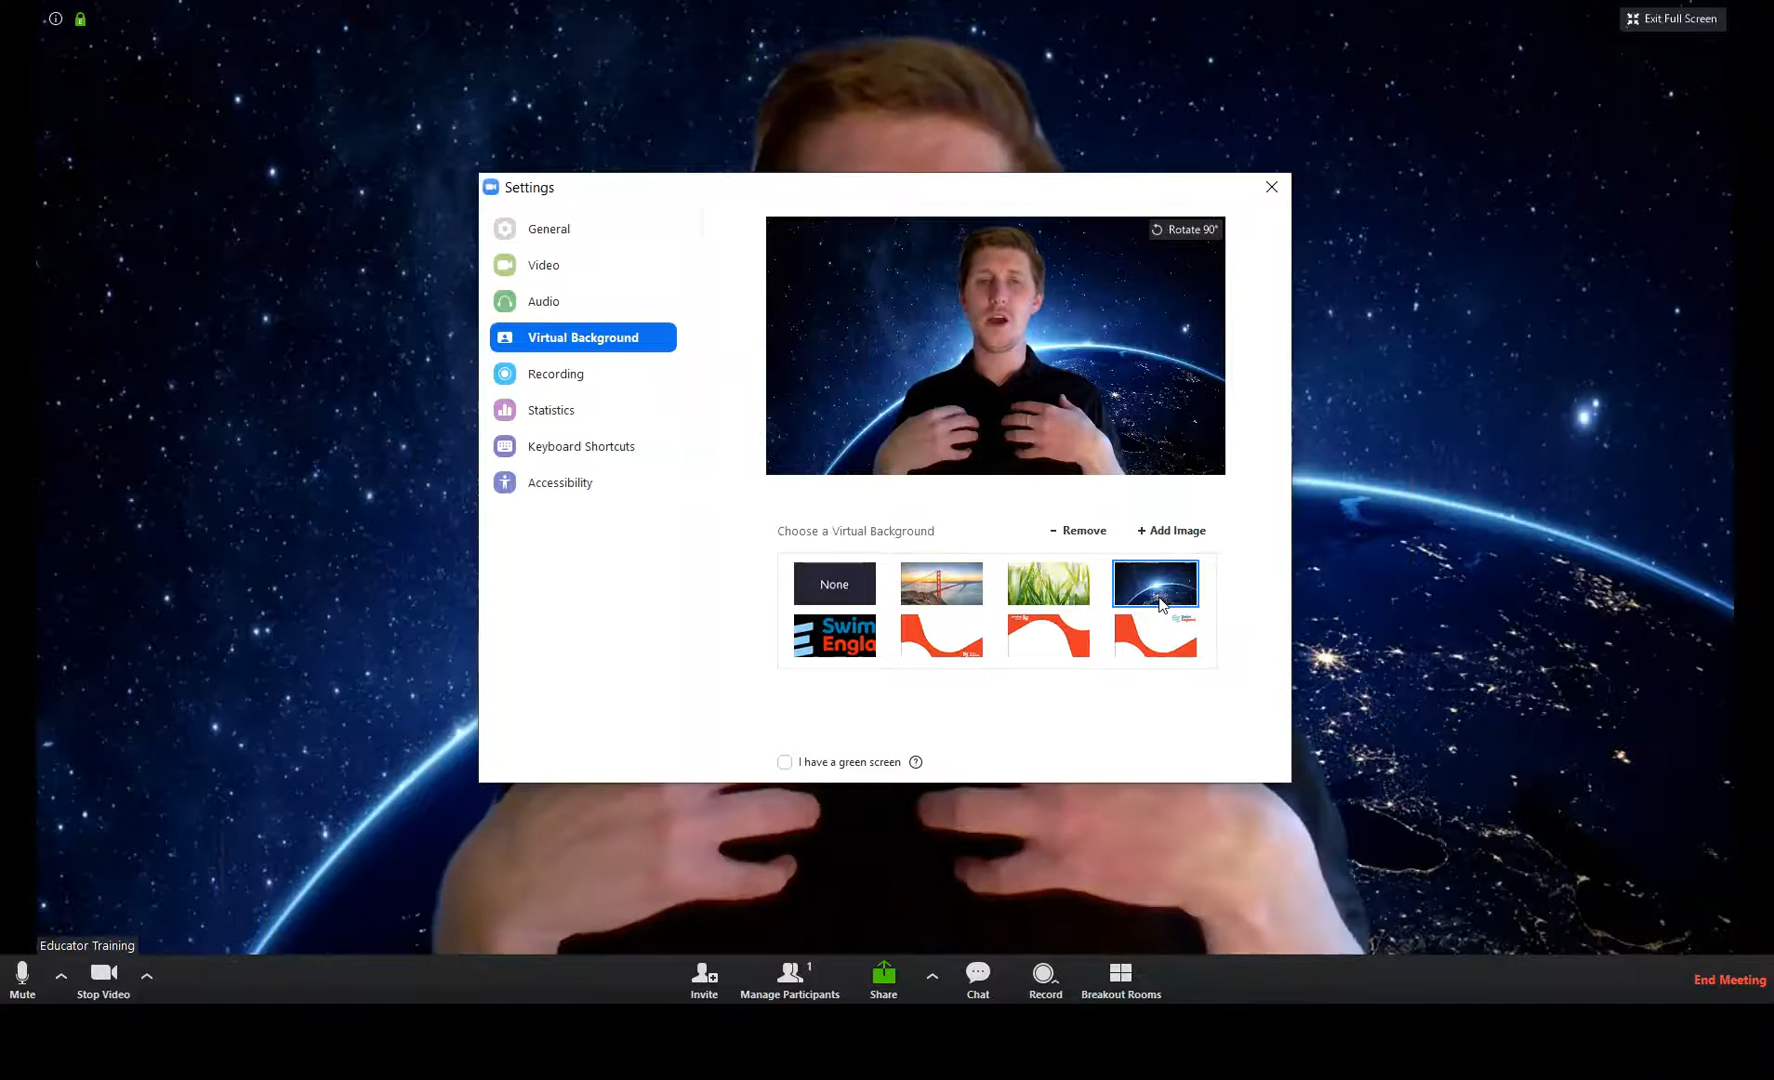 Exit Full Screen
Settings
General
Video
Audio
Virtual Background
Recording
Statistics
Keyboard Shortcuts
Accessibility
Rotate 90°
Choose a Virtual Background
- Remove
+ Add Image
None
Swim
Engla
I have a green screen
?
Educator Training
Mute
Stop Video
Invite
1
Manage Participants
Share
Chat
Record
Breakout Rooms
End Meeting